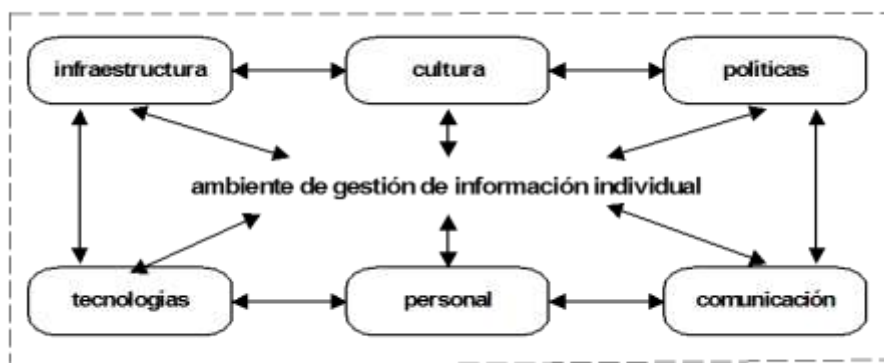 infraestructura
cultura
políticas
ambiente de gestión de información individual
tecnologias
personal
comunicación